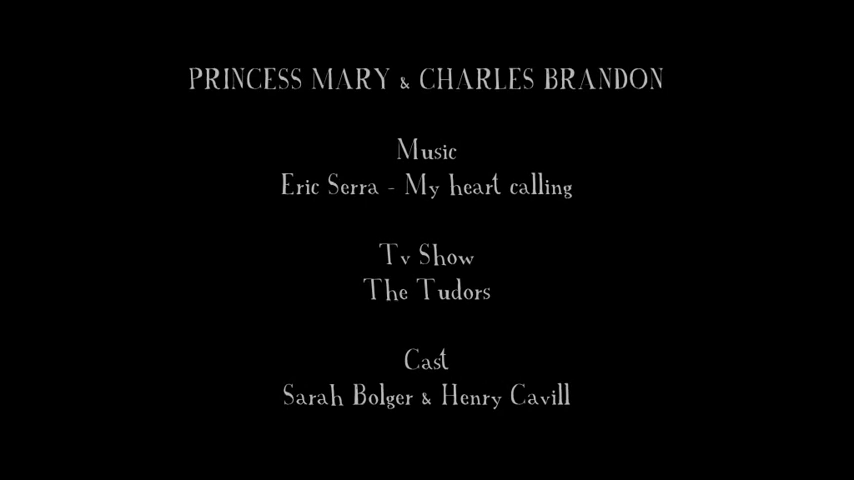 PRINCESS MARY & CHARLES BRANDON
Music
Eric Serra - My heart calling
Tv Show
The Tudors
Cast
Sarah Bolger & Henry Cavill